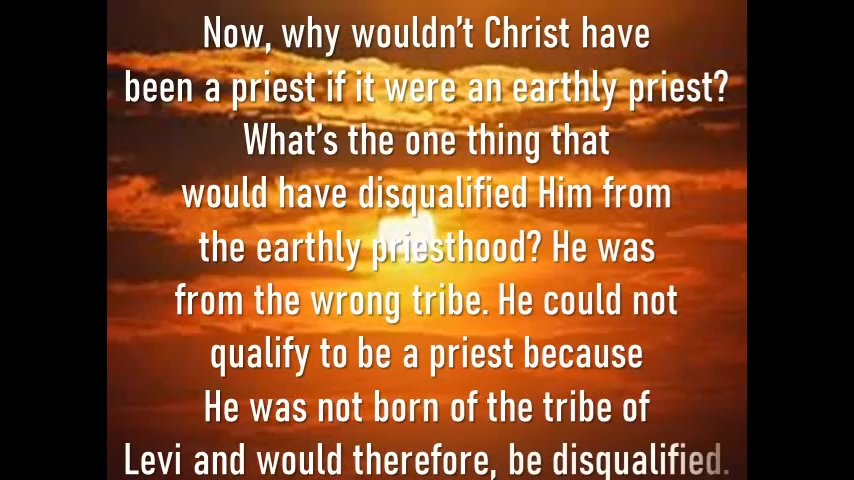 Now, why wouldn't Christ have
been a priest if it were an earthly priest?
What's the one thing that
would have disqualified Him from
the earthly priesthood? He was
from the wrong tribe. He could not
qualify to be a priest because
He was not born of the tribe of
Levi and would therefore, be disqualified.